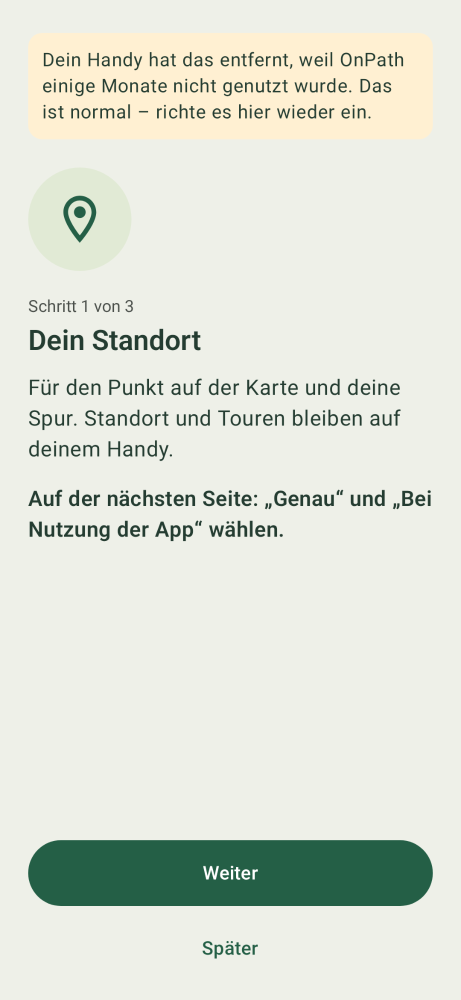 Dein Handy hat das entfernt, weil OnPath
einige Monate nicht genutzt wurde. Das
ist normal – richte es hier wieder ein.
Schritt 1 von 3
Dein Standort
Für den Punkt auf der Karte und deine
Spur. Standort und Touren bleiben auf
deinem Handy.
Auf der nächsten Seite: „Genau“ und „Bei
Nutzung der App“ wählen.
Weiter
Später